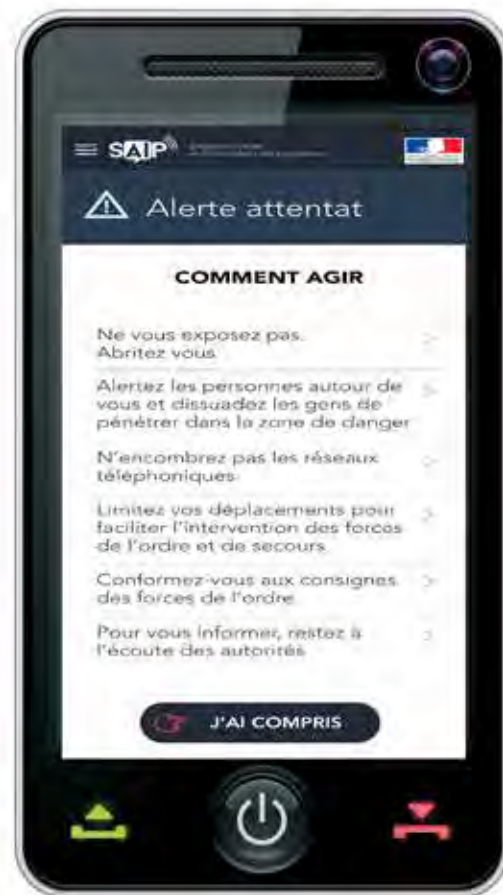 SAIP
Alerte attentat
COMMENT AGIR
Ne vous exposez pas.
Abritez vous
Alertez les personnes autour de
vous et dissuadez les gens de
pénétrer dans la zone de danger
N'encombrez pas les réseaux
téléphoniques
Limitez vos déplacements pour
faciliter l'intervention des forces
de l'ordre et de secours
Conformez-vous aux consignes
des forces de l'ordre
Pour vous informer, restez à
l'écoute des autorités
J'AI COMPRIS